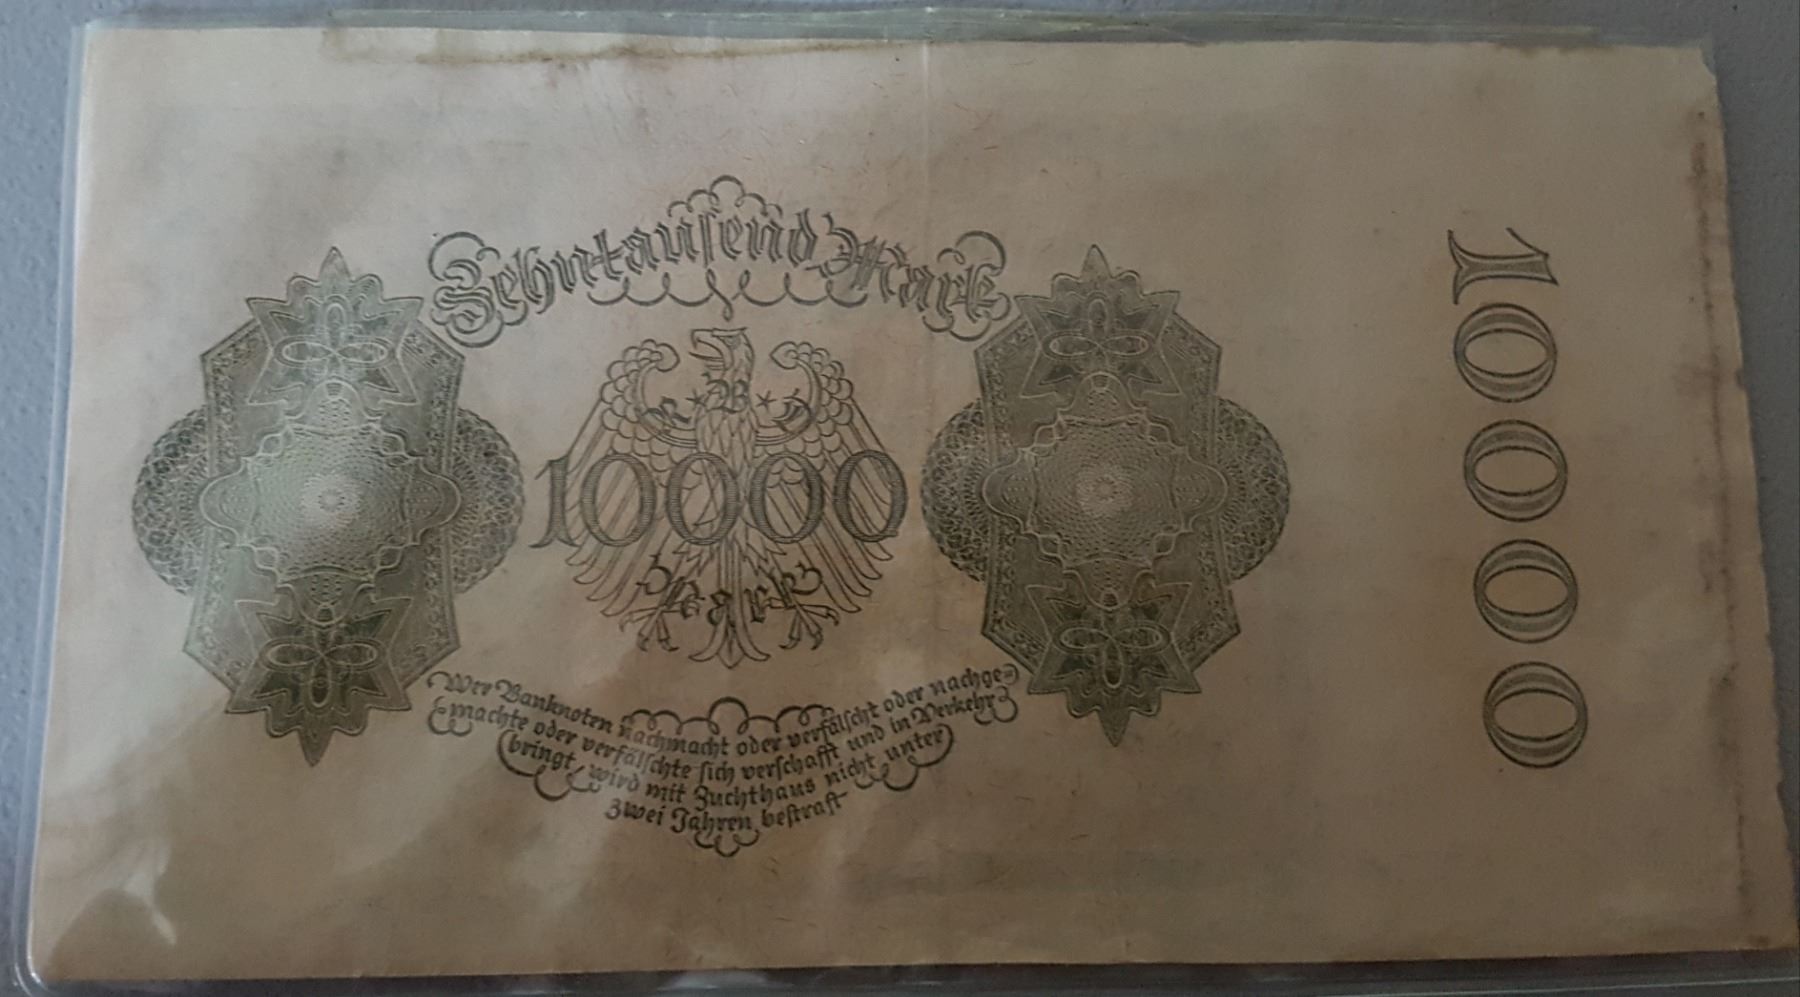 Zehntausend Mark
R * B * D
10000
Mark
Wer Banknoten nachmacht oder verfälscht oder nachge-
machte oder verfälschte sich verschafft und in Verkehr
bringt, wird mit Zuchthaus nicht unter
zwei Jahren bestraft
10000